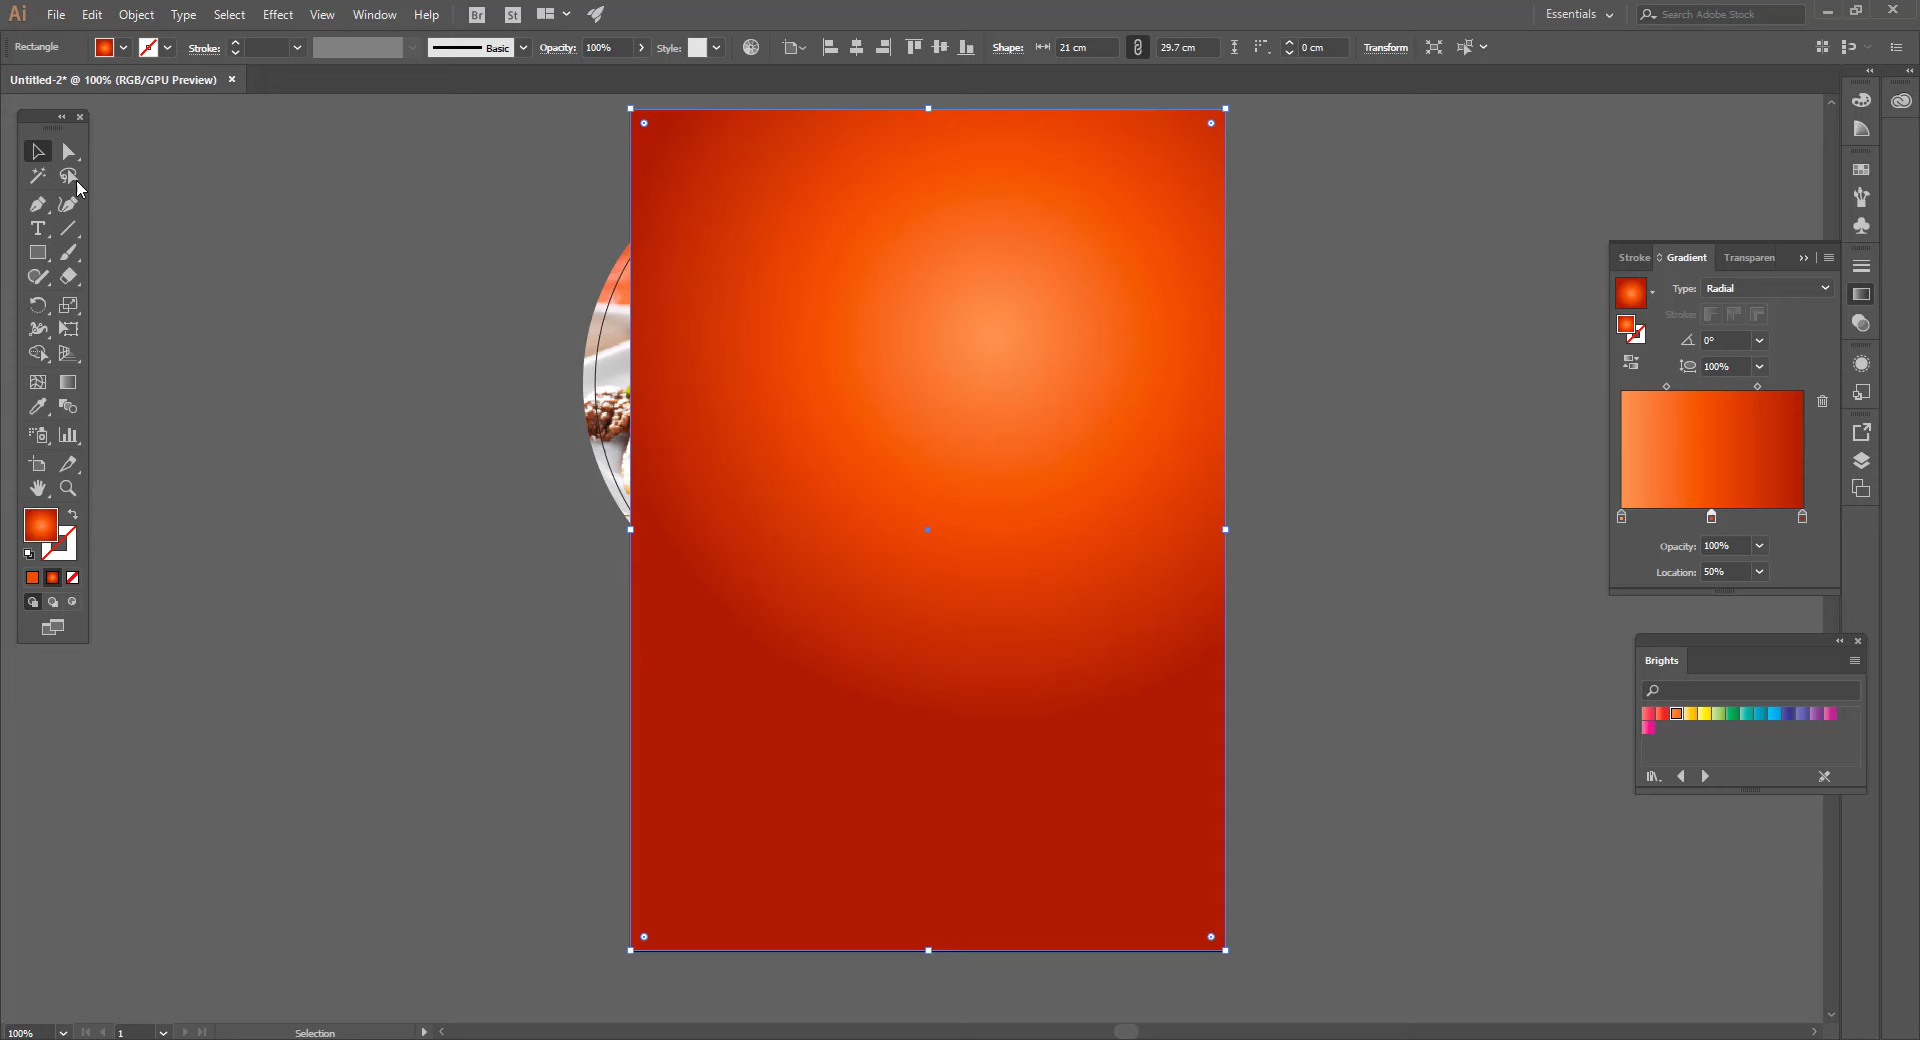 Ai File Edit Object Type Select Effect View Window Help Br St Essentials Search Adobe Stock
Rectangle Stroke: Basic Opacity: 100% Style: Shape: 21 cm 29.7 cm 0 cm Transform
Untitled-2* @ 100% (RGB/GPU Preview)
Stroke Gradient Transparen
Type: Radial
Stroke:
0°
100%
Opacity: 100%
Location: 50%
Brights
100% 1 Selection